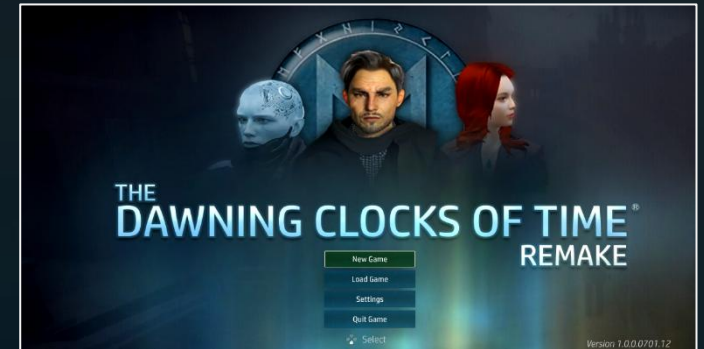 THE
DAWNING CLOCKS OF TIME®
REMAKE
New Game
Load Game
Settings
Quit Game
Select
Version 1.0.0.0701.12